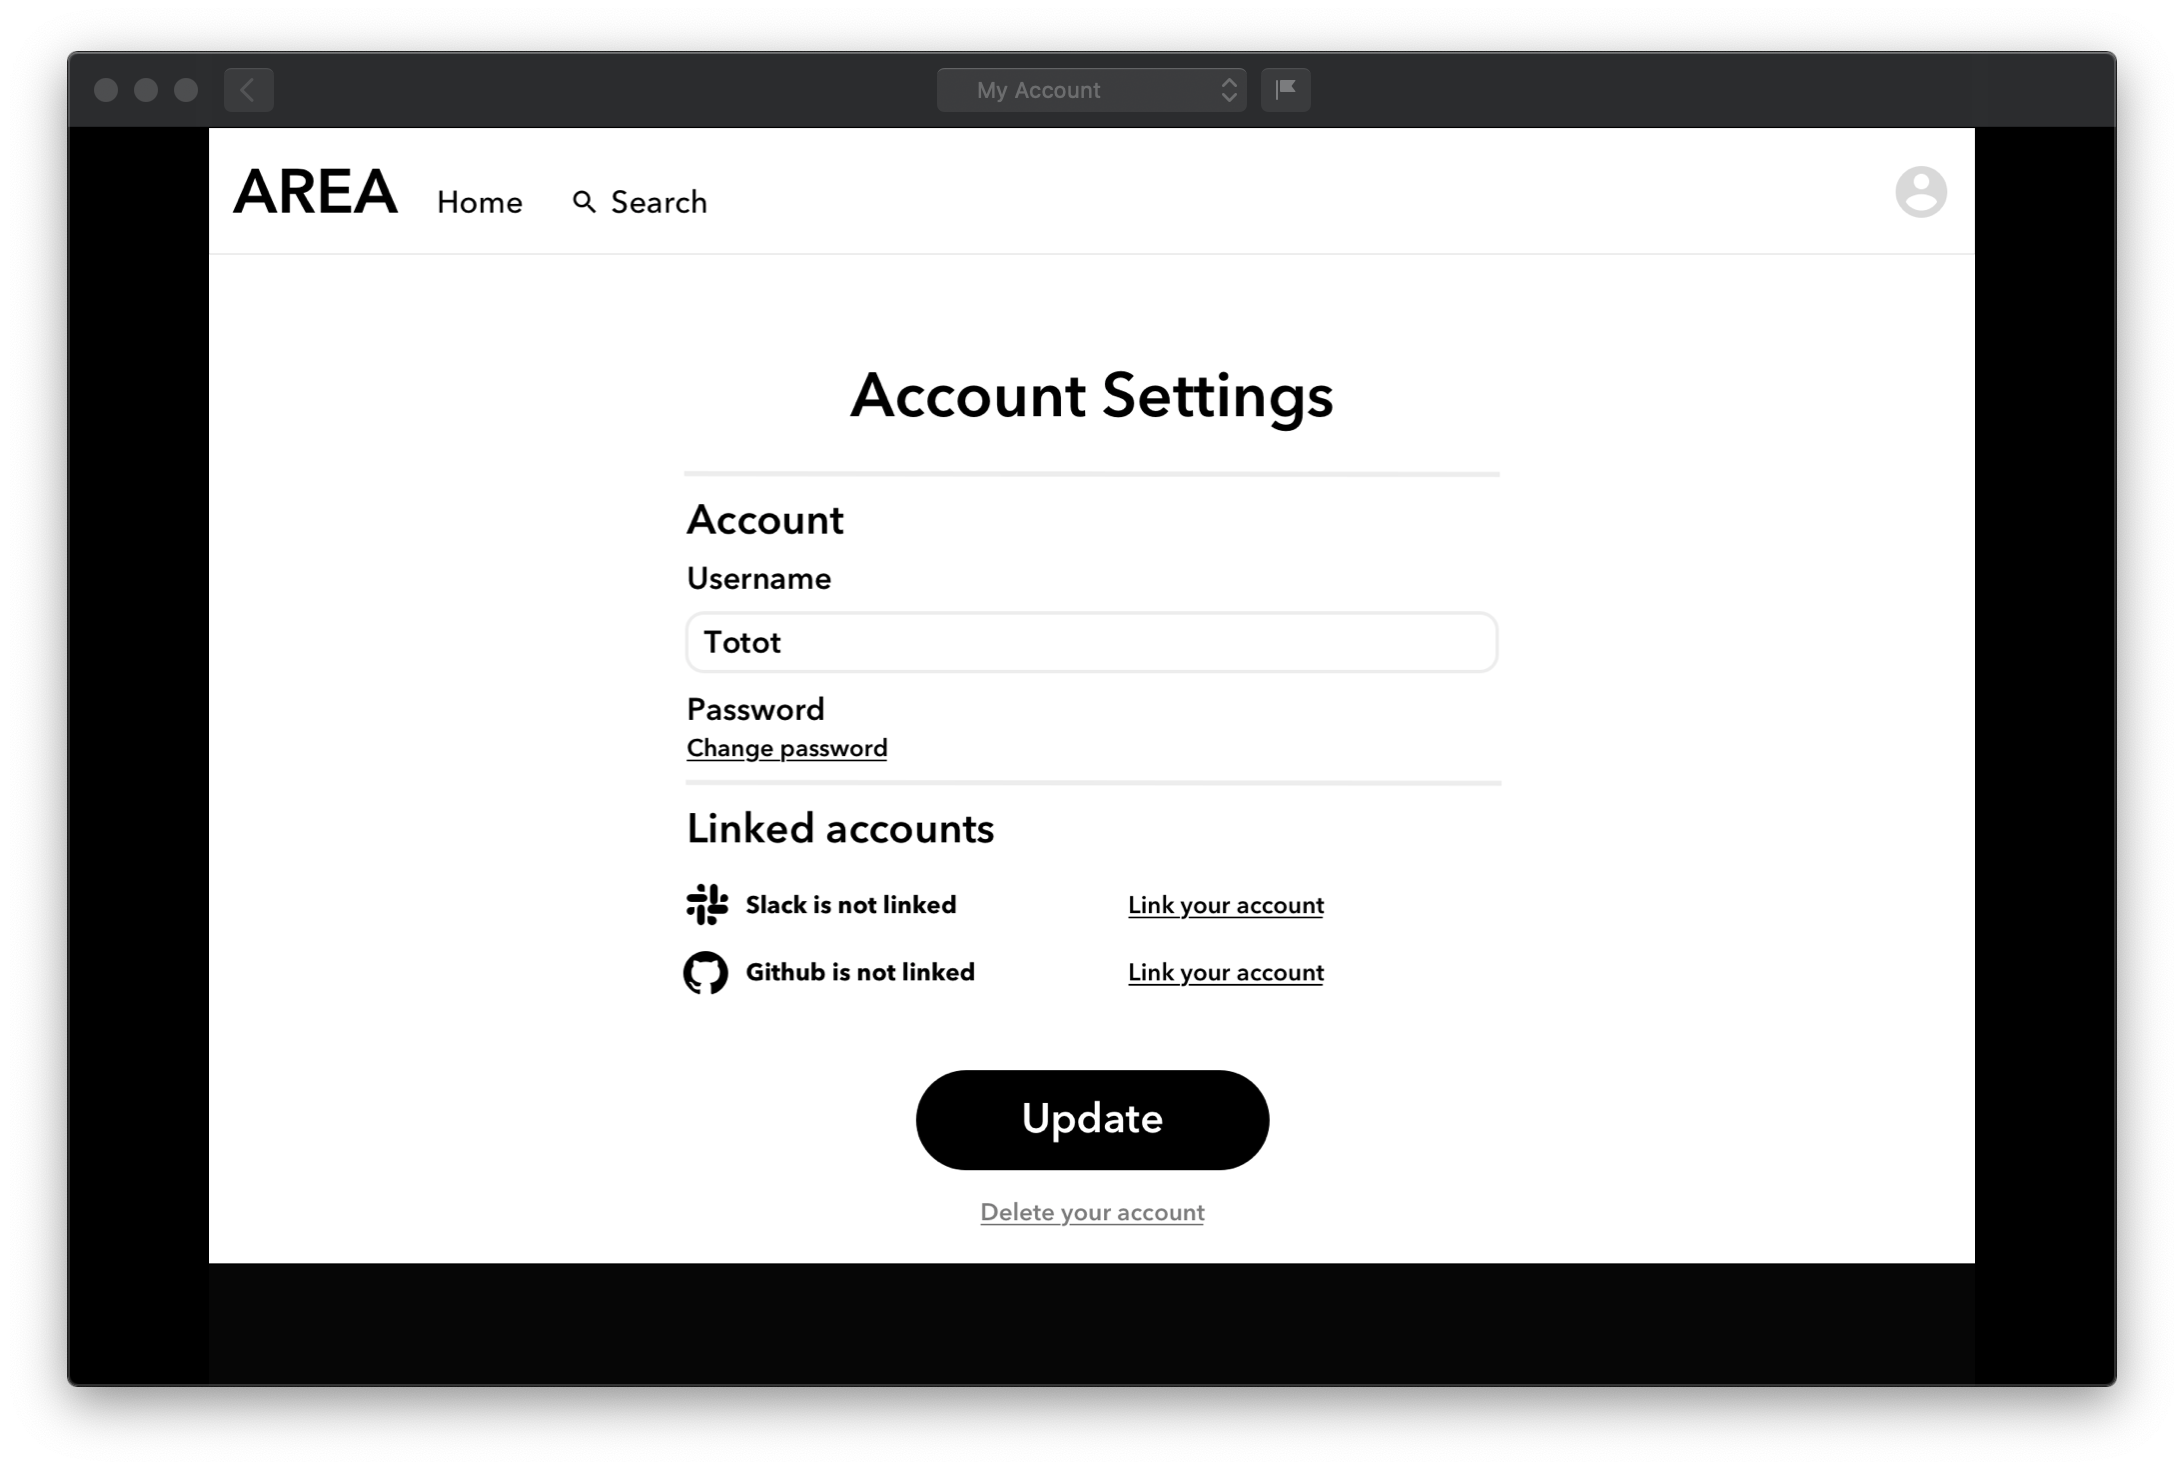 My Account
AREA Home Search
Account Settings
Account
Username
Totot
Password
Change password
Linked accounts
Slack is not linked Link your account
Github is not linked Link your account
Update
Delete your account